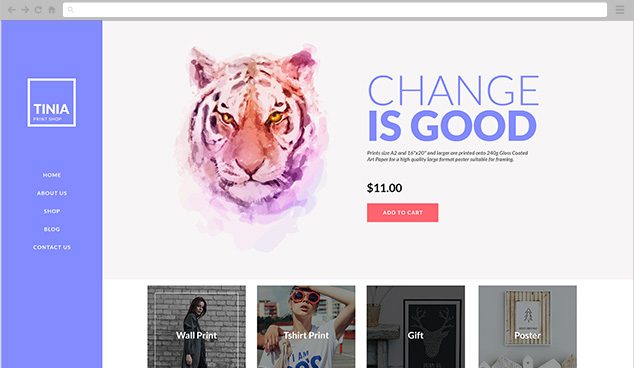 TINIA
PRINT SHOP
HOME
ABOUT US
SHOP
BLOG
CONTACT US
CHANGE
IS GOOD
Prints size A2 and 16"x20" and larger are printed onto 240g Gloss Coated
Art Paper for a high quality large format poster suitable for framing.
$11.00
ADD TO CART
Wall Print
Tshirt Print
Gift
Poster
I AM